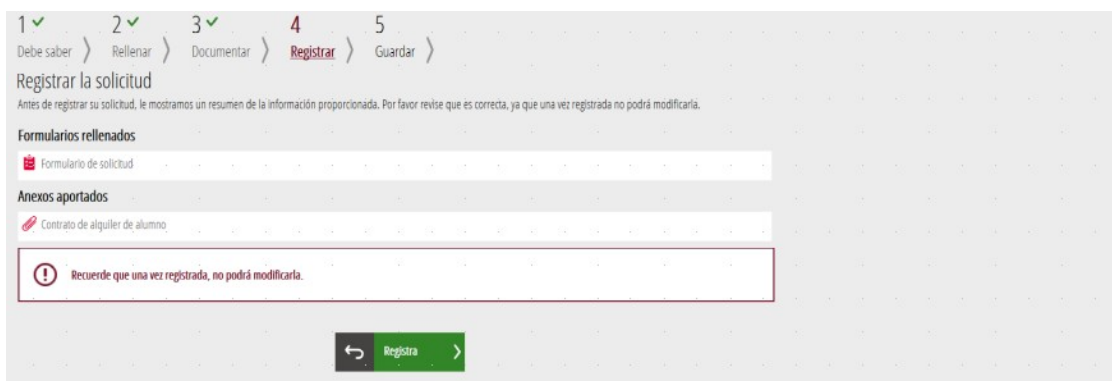 1 2 3 4 5
Debe saber Rellenar Documentar Registrar Guardar
Registrar la solicitud
Antes de registrar su solicitud, le mostramos un resumen de la información proporcionada. Por favor revise que es correcta, ya que una vez registrada no podrá modificarla.
Formularios rellenados
Formulario de solicitud
Anexos aportados
Contrato de alquiler de alumno
Recuerde que una vez registrada, no podrá modificarla.
Registra